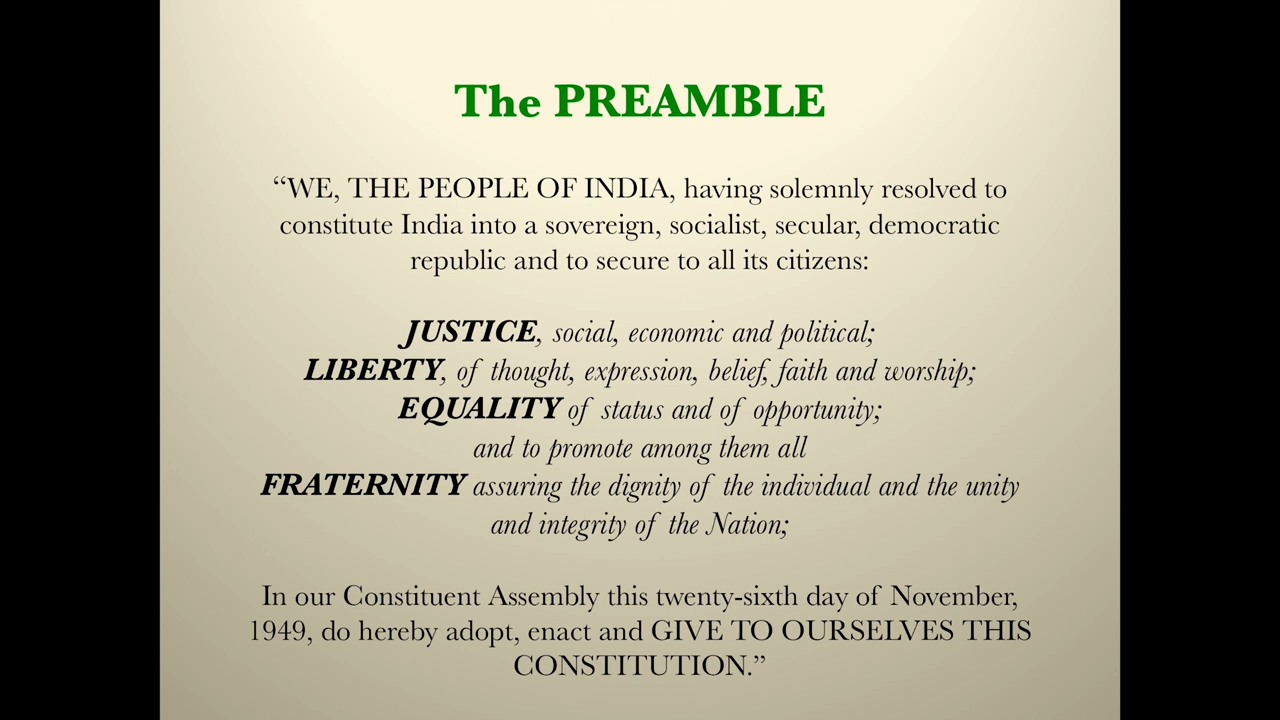 The PREAMBLE
“WE, THE PEOPLE OF INDIA, having solemnly resolved to
constitute India into a sovereign, socialist, secular, democratic
republic and to secure to all its citizens:
JUSTICE, social, economic and political;
LIBERTY, of thought, expression, belief, faith and worship;
EQUALITY of status and of opportunity;
and to promote among them all
FRATERNITY assuring the dignity of the individual and the unity
and integrity of the Nation;
In our Constituent Assembly this twenty-sixth day of November,
1949, do hereby adopt, enact and GIVE TO OURSELVES THIS
CONSTITUTION.”